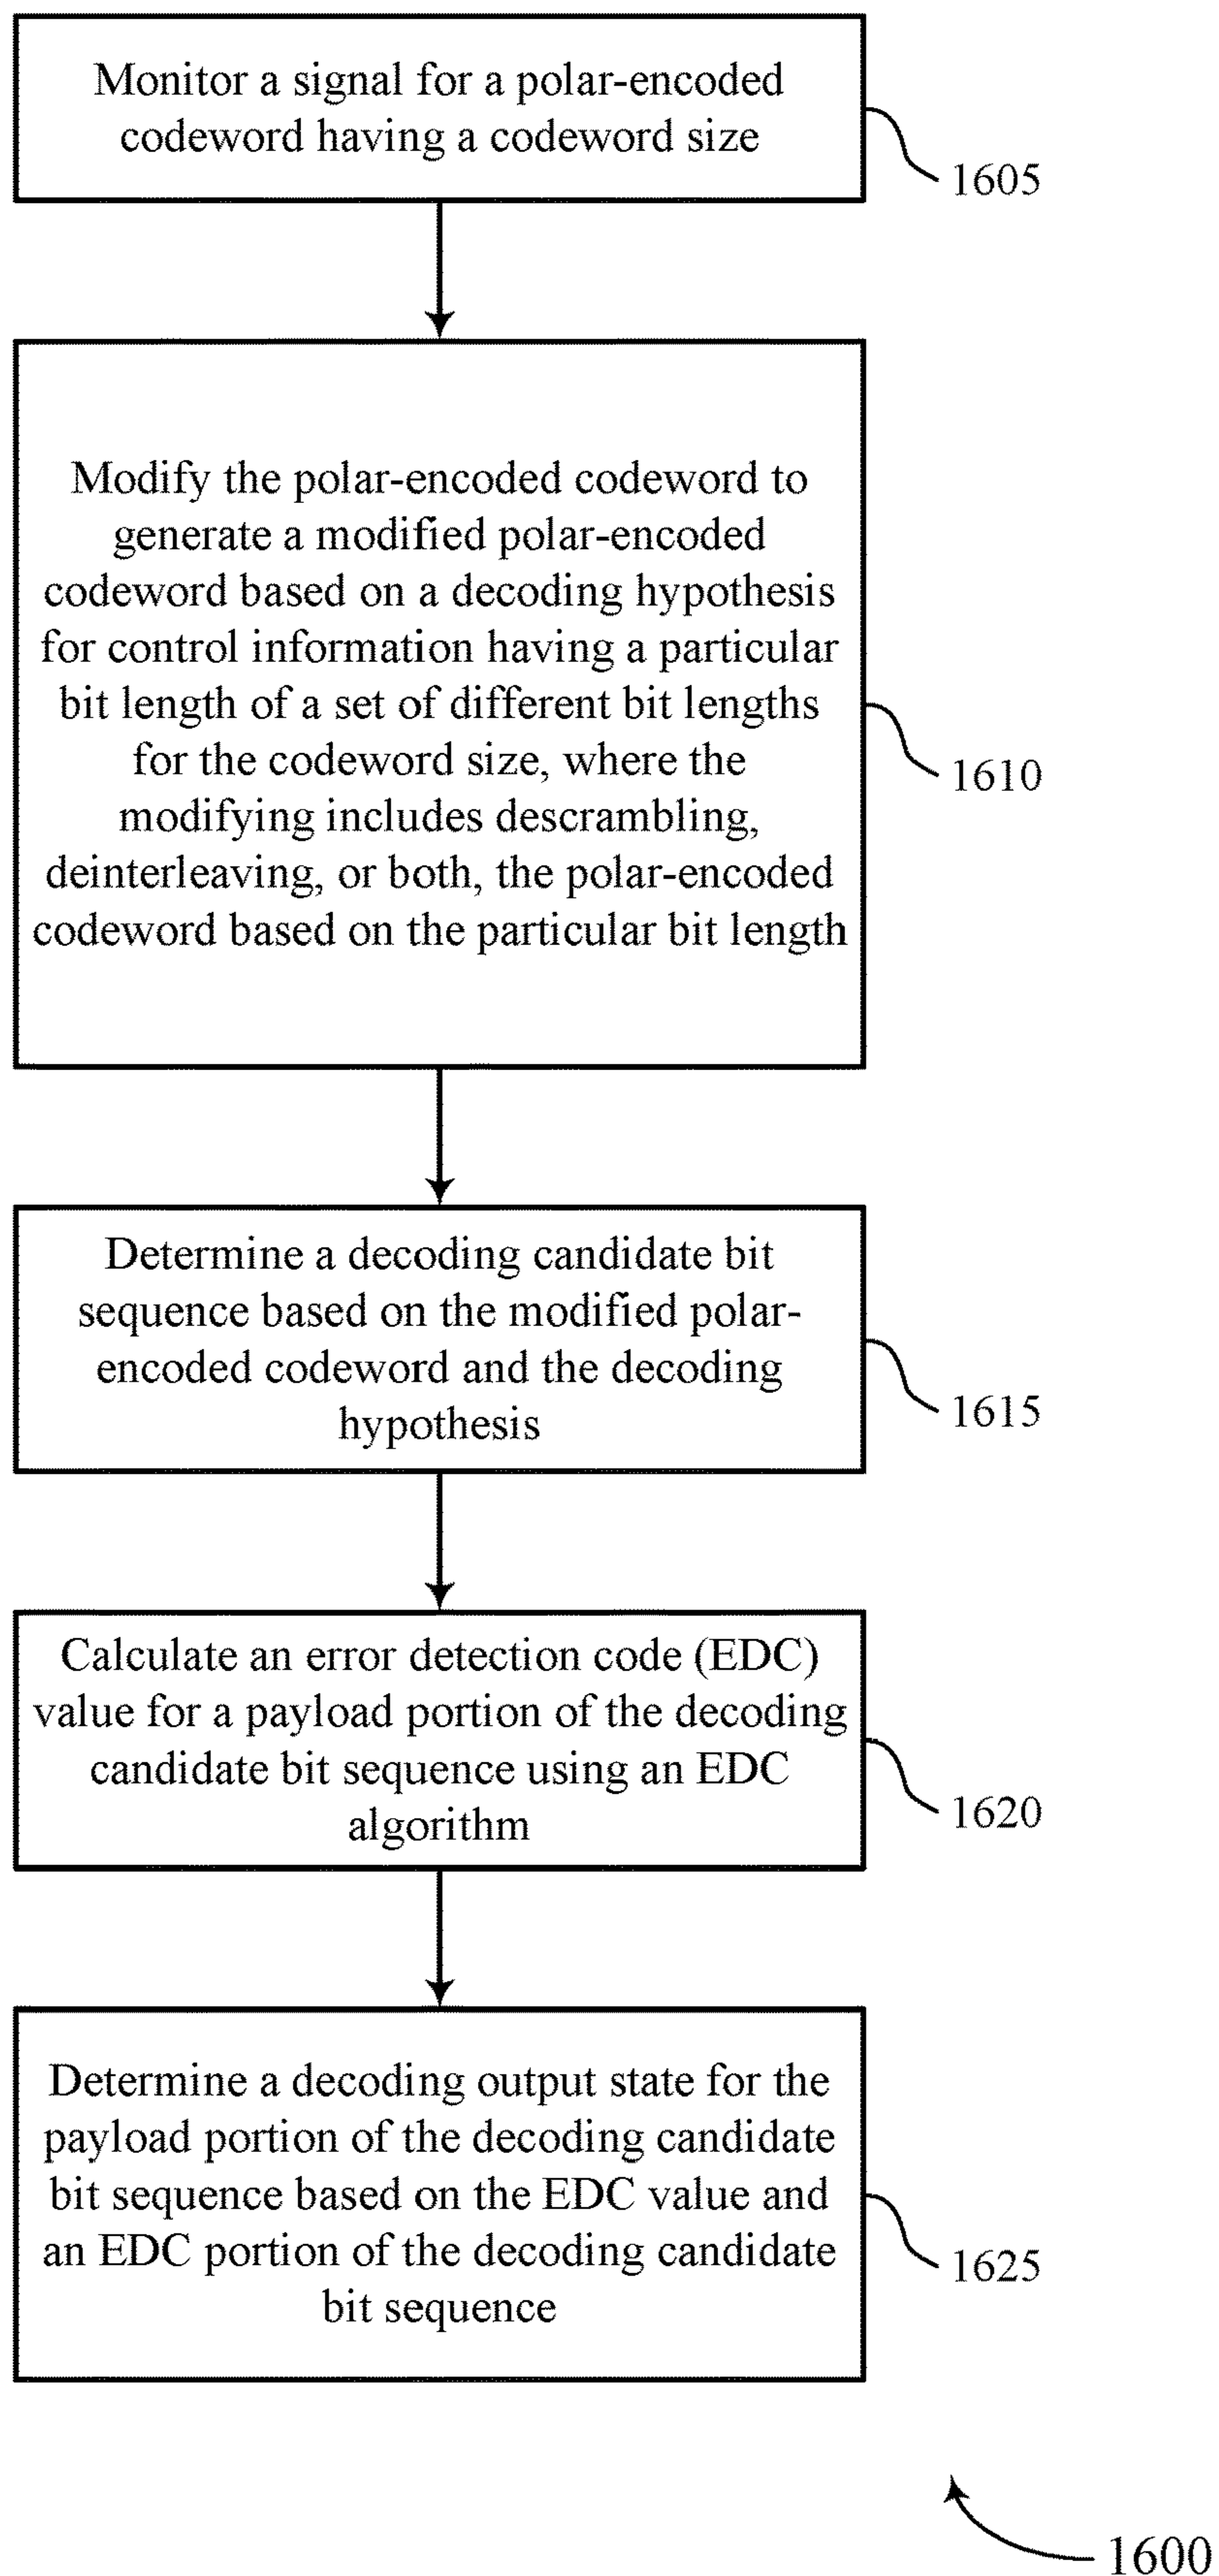 Monitor a signal for a polar-encoded
codeword having a codeword size
1605
Modify the polar-encoded codeword to
generate a modified polar-encoded
codeword based on a decoding hypothesis
for control information having a particular
bit length of a set of different bit lengths
for the codeword size, where the
modifying includes descrambling,
deinterleaving, or both, the polar-encoded
codeword based on the particular bit length
1610
Determine a decoding candidate bit
sequence based on the modified polar-
encoded codeword and the decoding
hypothesis
1615
Calculate an error detection code (EDC)
value for a payload portion of the decoding
candidate bit sequence using an EDC
algorithm
1620
Determine a decoding output state for the
payload portion of the decoding candidate
bit sequence based on the EDC value and
an EDC portion of the decoding candidate
bit sequence
1625
1600